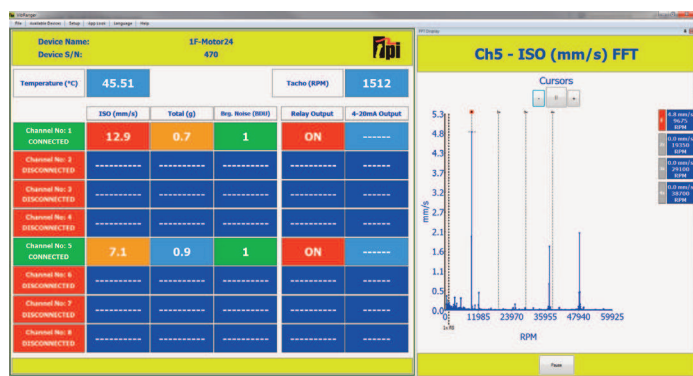 VibRanger
File Available Devices Setup App Look Language Help
Device Name: 1F-Motor24
Device S/N: 470
tpi
Temperature (°C) 45.51 Tacho (RPM) 1512
ISO (mm/s) Total (g) Brg. Noise (BDU) Relay Output 4-20mA Output
Channel No: 1
CONNECTED
12.9 0.7 1 ON ------
Channel No: 2
DISCONNECTED
---------- ---------- ---------- ---------- ----------
Channel No: 3
DISCONNECTED
---------- ---------- ---------- ---------- ----------
Channel No: 4
DISCONNECTED
---------- ---------- ---------- ---------- ----------
Channel No: 5
CONNECTED
7.1 0.9 1 ON ------
Channel No: 6
DISCONNECTED
---------- ---------- ---------- ---------- ----------
Channel No: 7
DISCONNECTED
---------- ---------- ---------- ---------- ----------
Channel No: 8
DISCONNECTED
---------- ---------- ---------- ---------- ----------
FFT Display
Ch5 - ISO (mm/s) FFT
Cursors
- +
5.3
4.8
4.3
3.7
3.2
2.7
2.1
1.6
1.1
0.5
0.0
mm/s
0 11985 23970 35955 47940 59925
RPM
4.8 mm/s
9675
RPM
0.0 mm/s
19350
RPM
0.0 mm/s
29100
RPM
0.0 mm/s
38700
RPM
Pause